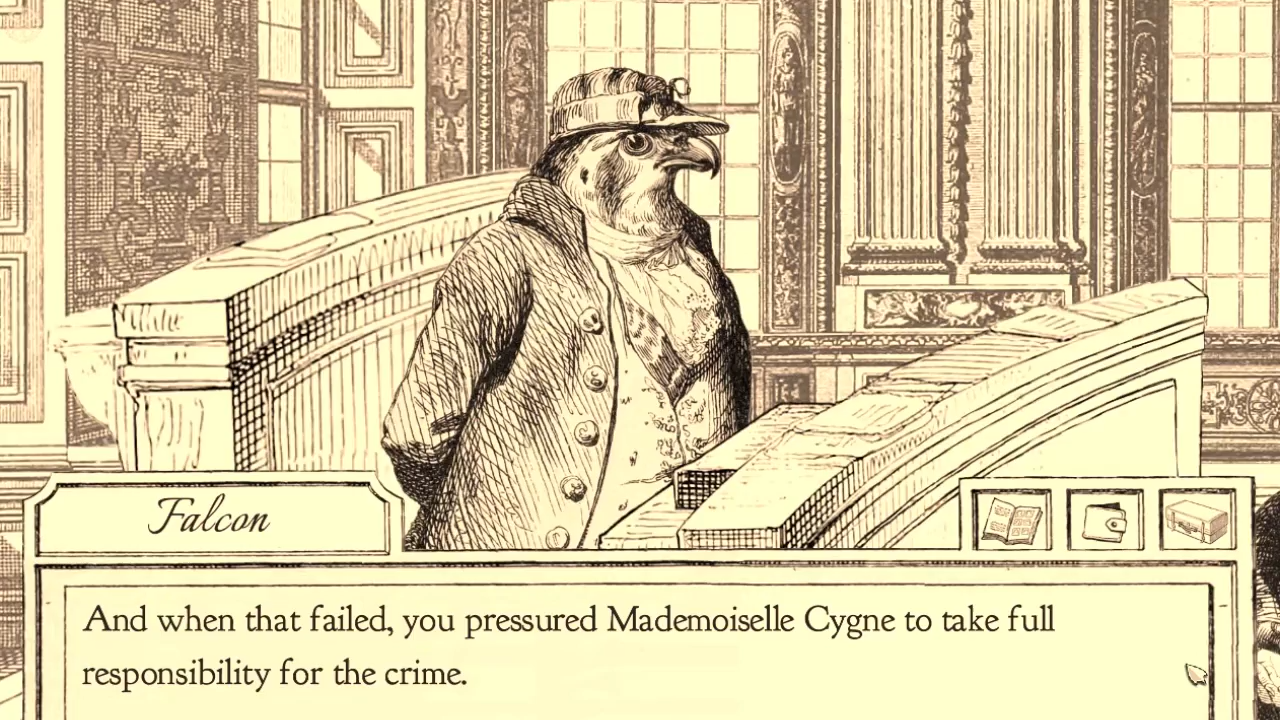 Falcon
And when that failed, you pressured Mademoiselle Cygne to take full
responsibility for the crime.